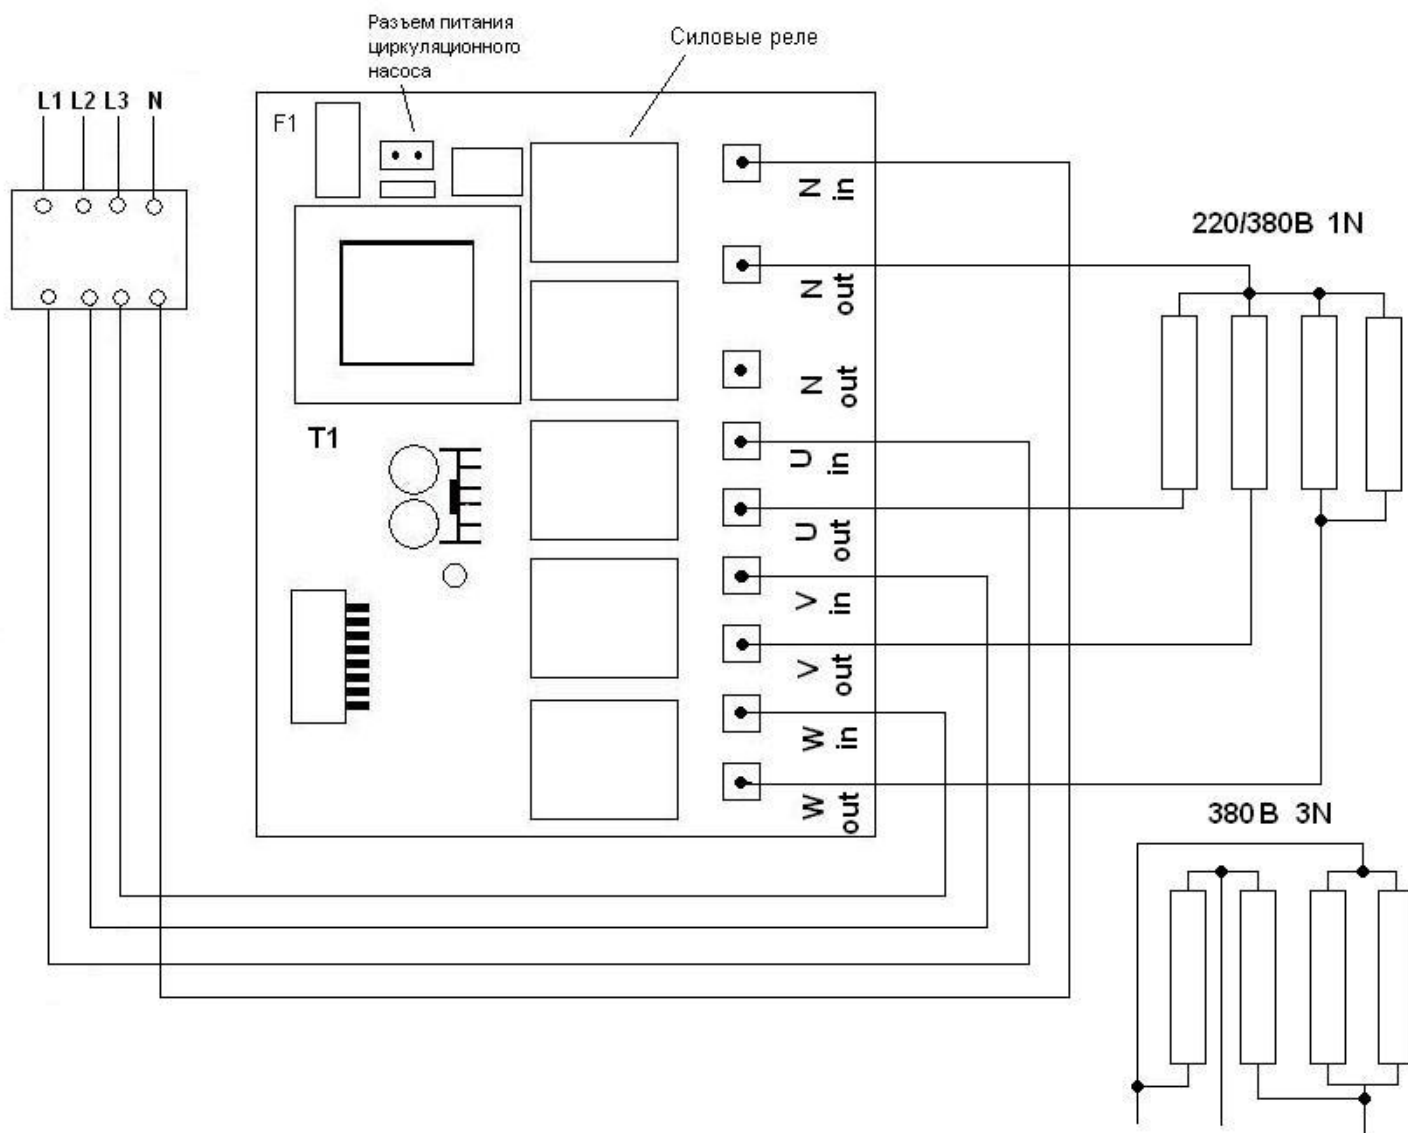 Разъем питания
циркуляционного
насоса
Силовые реле
L1 L2 L3 N
F1
N in
220/380В 1N
N out
N out
T1
U in
U out
V in
V out
W in
W out
380В 3N